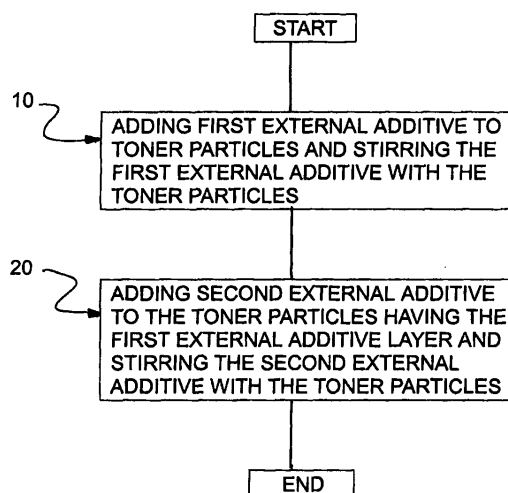 START
10
ADDING FIRST EXTERNAL ADDITIVE TO
TONER PARTICLES AND STIRRING THE
FIRST EXTERNAL ADDITIVE WITH THE
TONER PARTICLES
20
ADDING SECOND EXTERNAL ADDITIVE
TO THE TONER PARTICLES HAVING THE
FIRST EXTERNAL ADDITIVE LAYER AND
STIRRING THE SECOND EXTERNAL
ADDITIVE WITH THE TONER PARTICLES
END